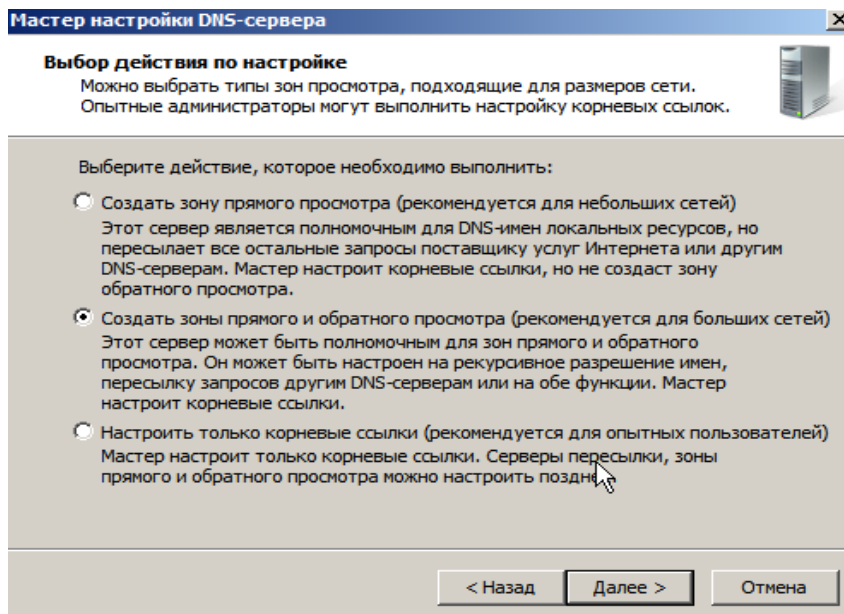 Мастер настройки DNS-сервера
Выбор действия по настройке
Можно выбрать типы зон просмотра, подходящие для размеров сети.
Опытные администраторы могут выполнить настройку корневых ссылок.
Выберите действие, которое необходимо выполнить:
Создать зону прямого просмотра (рекомендуется для небольших сетей)
Этот сервер является полномочным для DNS-имен локальных ресурсов, но
пересылает все остальные запросы поставщику услуг Интернета или другим
DNS-серверам. Мастер настроит корневые ссылки, но не создаст зону
обратного просмотра.
Создать зоны прямого и обратного просмотра (рекомендуется для больших сетей)
Этот сервер может быть полномочным для зон прямого и обратного
просмотра. Он может быть настроен на рекурсивное разрешение имен,
пересылку запросов другим DNS-серверам или на обе функции. Мастер
настроит корневые ссылки.
Настроить только корневые ссылки (рекомендуется для опытных пользователей)
Мастер настроит только корневые ссылки. Серверы пересылки, зоны
прямого и обратного просмотра можно настроить
< Назад
Далее >
Отмена